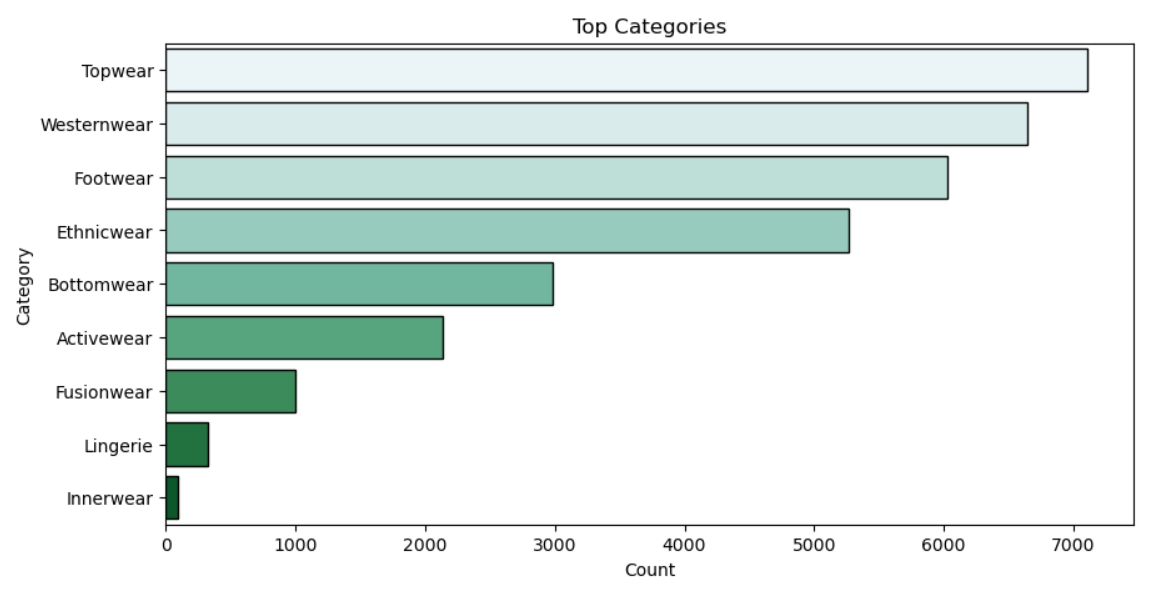 Top Categories
Topwear
Westernwear
Footwear
Ethnicwear
Bottomwear
Activewear
Fusionwear
Lingerie
Innerwear
Category
0 1000 2000 3000 4000 5000 6000 7000
Count